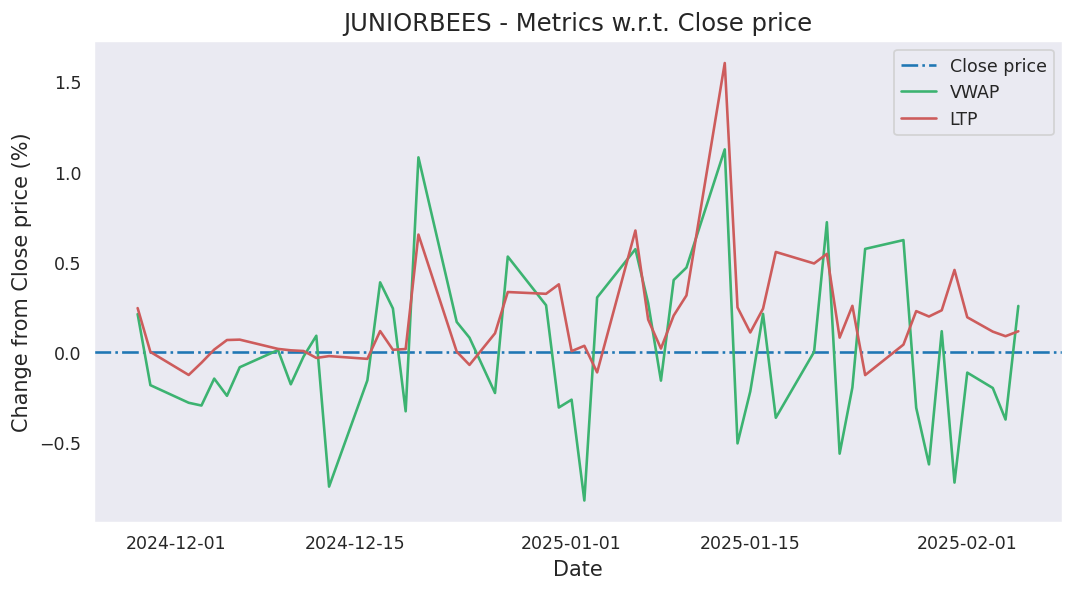 JUNIORBEES - Metrics w.r.t. Close price
Change from Close price (%)
1.5
1.0
0.5
0.0
−0.5
Close price
VWAP
LTP
2024-12-01
2024-12-15
2025-01-01
2025-01-15
2025-02-01
Date